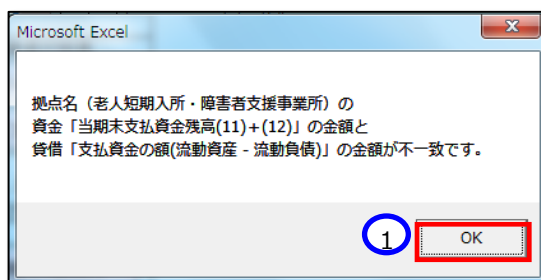 Microsoft Excel
拠点名（老人短期入所・障害者支援事業所）の
資金「当期末支払資金残高(11)+(12)」の金額と
貸借「支払資金の額(流動資産 - 流動負債)」の金額が不一致です。
1
OK